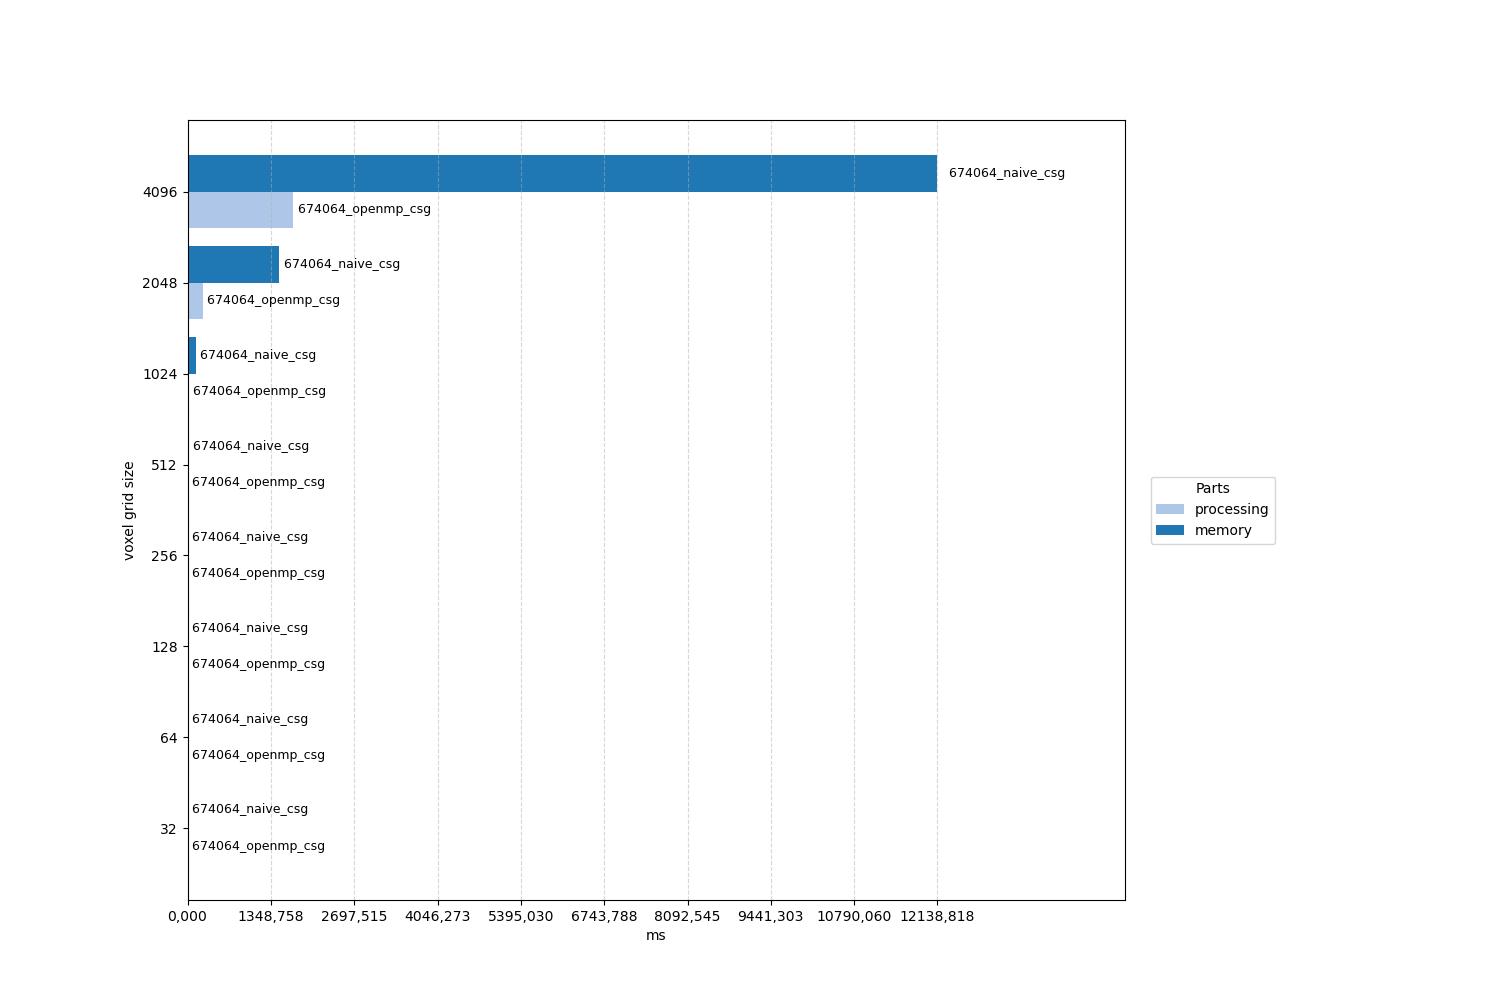 674064_naive_csg
4096
674064_openmp_csg
674064_naive_csg
2048
674064_openmp_csg
674064_naive_csg
1024
674064_openmp_csg
674064_naive_csg
512
674064_openmp_csg
674064_naive_csg
256
674064_openmp_csg
674064_naive_csg
128
674064_openmp_csg
674064_naive_csg
64
674064_openmp_csg
674064_naive_csg
32
674064_openmp_csg
voxel grid size
0,000 1348,758 2697,515 4046,273 5395,030 6743,788 8092,545 9441,303 10790,060 12138,818
ms
Parts
processing
memory